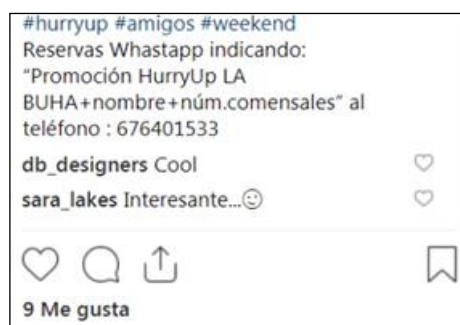 #hurryup #amigos #weekend
Reservas Whastapp indicando:
"Promoción HurryUp LA
BUHA+nombre+núm.comensales" al
teléfono : 676401533
db_designers Cool
sara_lakes Interesante...☺
9 Me gusta